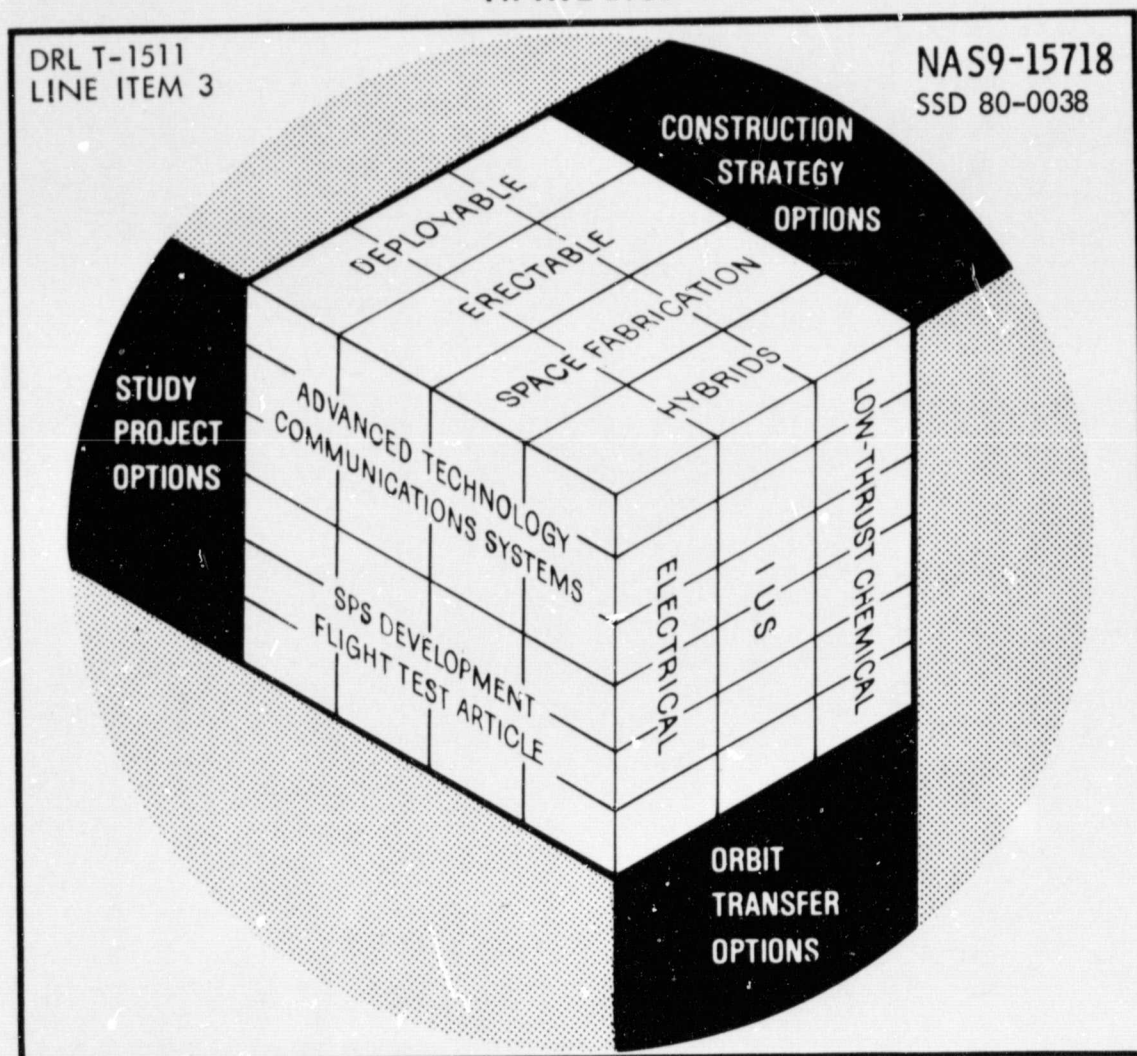 DRL T-1511
LINE ITEM 3
NAS9-15718
SSD 80-0038
CONSTRUCTION
STRATEGY
OPTIONS
DEPLOYABLE
ERECTABLE
SPACE FABRICATION
HYBRIDS
STUDY
PROJECT
OPTIONS
ADVANCED TECHNOLOGY
COMMUNICATIONS SYSTEMS
SPS DEVELOPMENT
FLIGHT TEST ARTICLE
ELECTRICAL
IUS
LOW-THRUST CHEMICAL
ORBIT
TRANSFER
OPTIONS